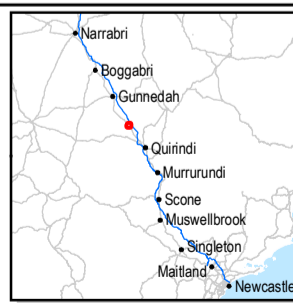 Narrabri
Boggabri
Gunnedah
Quirindi
Murrurundi
Scone
Muswellbrook
Singleton
Maitland
Newcastle